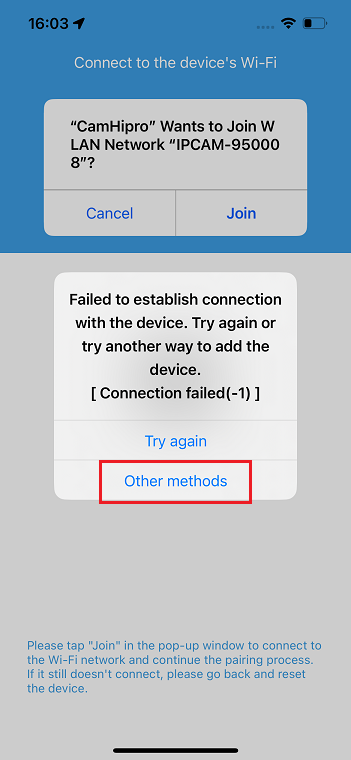 16:03
Connect to the device's Wi-Fi
“CamHipro” Wants to Join W
LAN Network “IPCAM-95000
8”?
Cancel
Join
Failed to establish connection
with the device. Try again or
try another way to add the
device.
[ Connection failed(-1) ]
Try again
Other methods
Please tap "Join" in the pop-up window to connect to
the Wi-Fi network and continue the pairing process.
If it still doesn't connect, please go back and reset
the device.